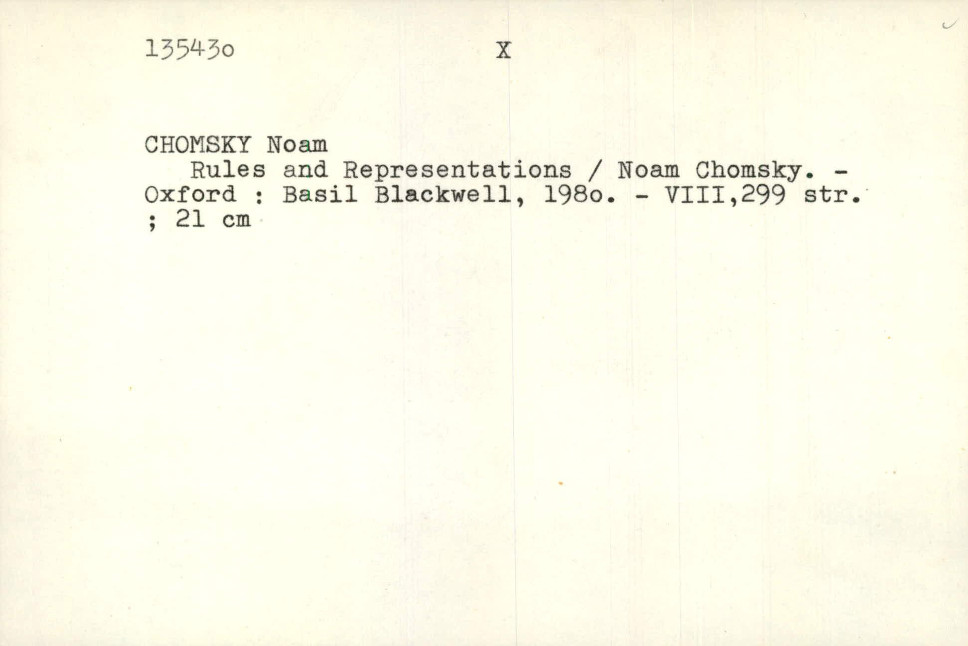 135430 X
CHOMSKY Noam
Rules and Representations / Noam Chomsky. -
Oxford : Basil Blackwell, 198o. - VIII,299 str.
; 21 cm